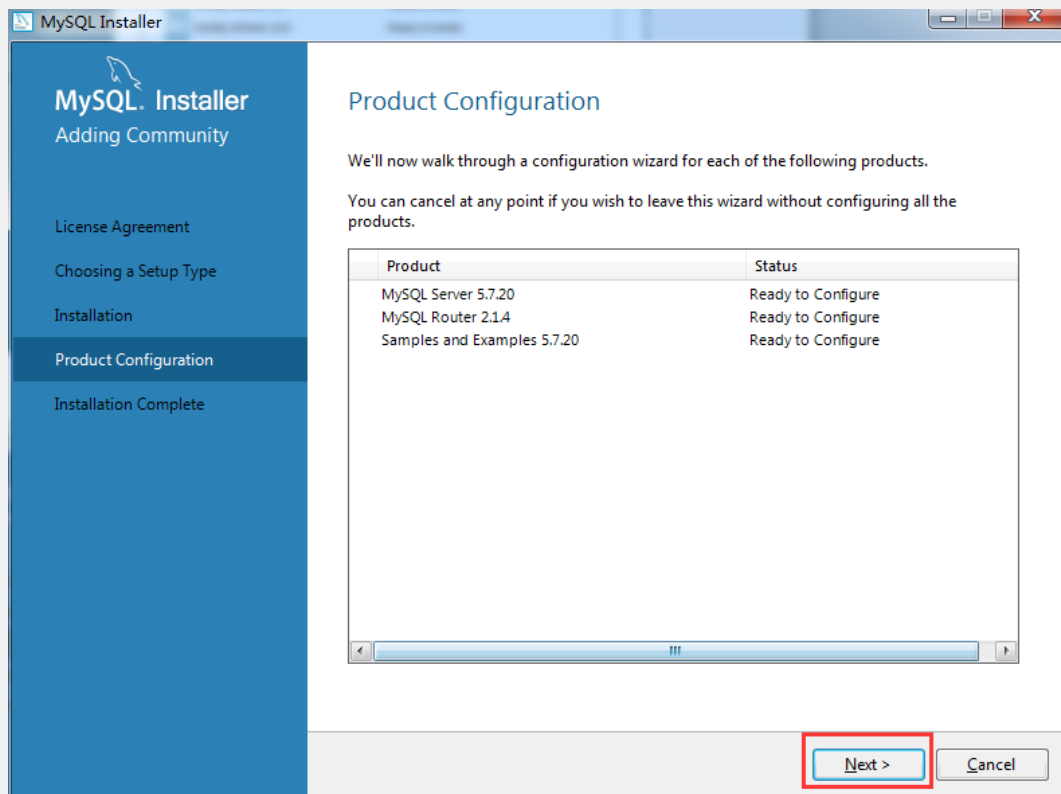 MySQL Installer
MySQL. Installer
Adding Community
License Agreement
Choosing a Setup Type
Installation
Product Configuration
Installation Complete
Product Configuration
We'll now walk through a configuration wizard for each of the following products.
You can cancel at any point if you wish to leave this wizard without configuring all the
products.
Product Status
MySQL Server 5.7.20 Ready to Configure
MySQL Router 2.1.4 Ready to Configure
Samples and Examples 5.7.20 Ready to Configure
Next > Cancel